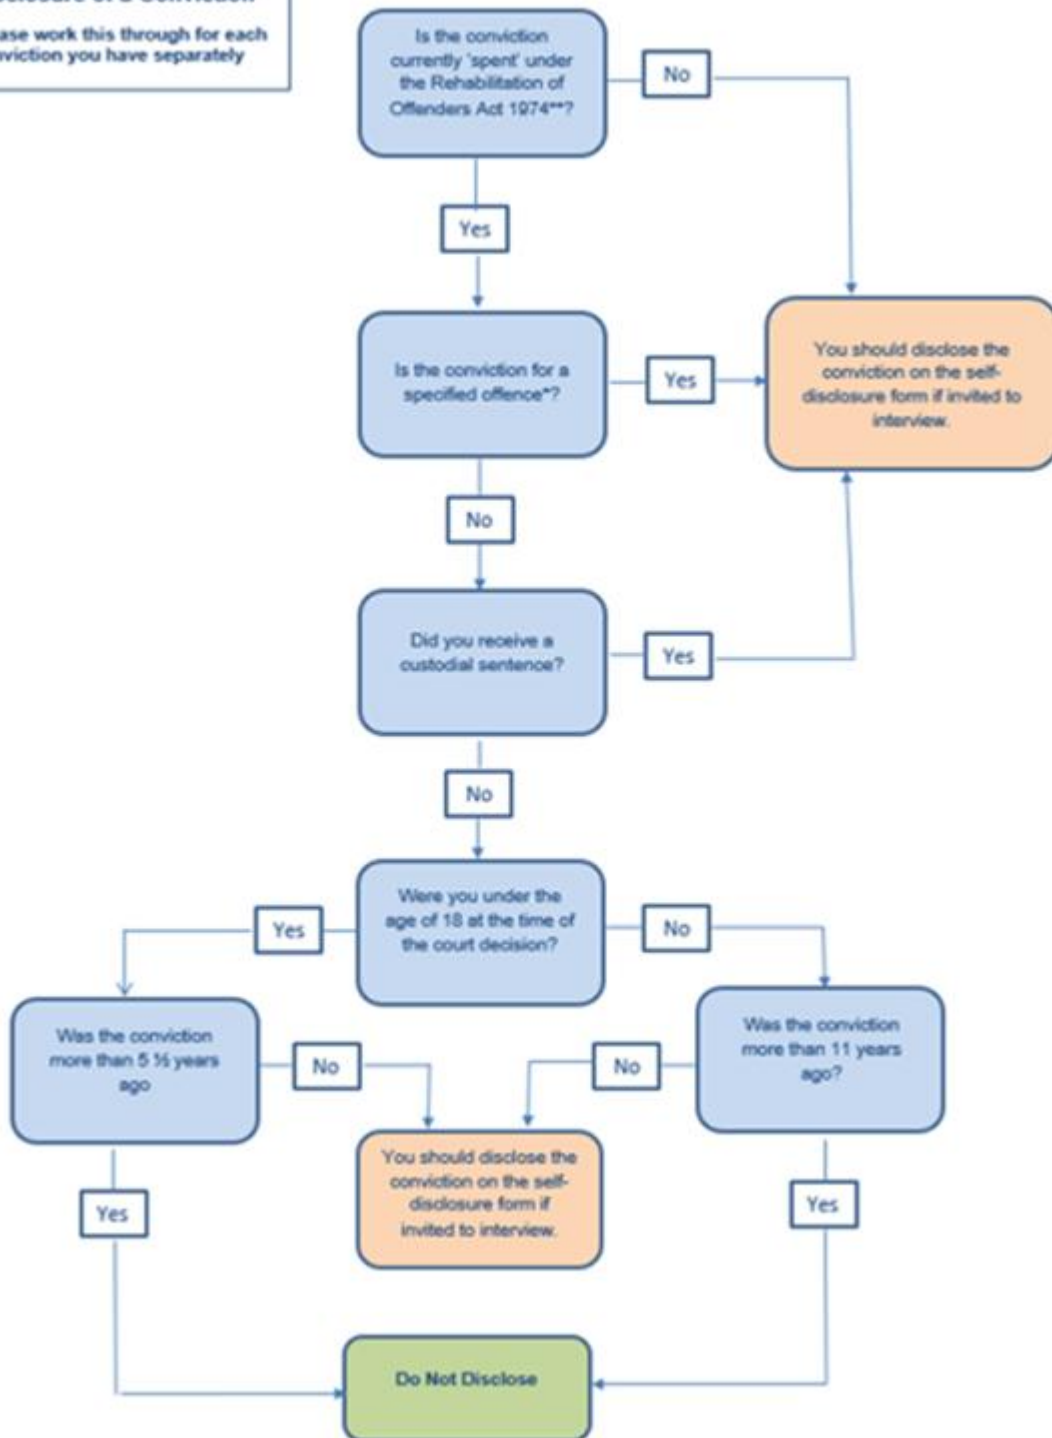 ase work this through for each
viction you have separately
Is the conviction
currently 'spent' under
the Rehabilitation of
Offenders Act 1974**?
No
Yes
Is the conviction for a
specified offence*?
Yes
You should disclose the
conviction on the self-
disclosure form if invited to
interview.
No
Did you receive a
custodial sentence?
Yes
No
Were you under the
age of 18 at the time of
the court decision?
Yes
No
Was the conviction
more than 5 ½ years
ago
No
No
Was the conviction
more than 11 years
ago?
You should disclose the
conviction on the self-
disclosure form if
invited to interview.
Yes
Yes
Do Not Disclose